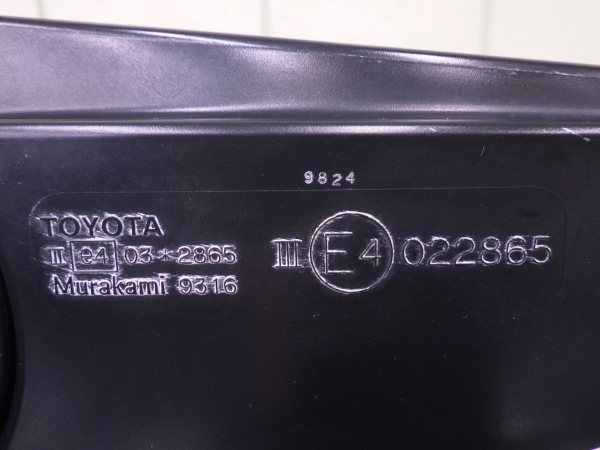 9824
TOYOTA
III e4 03*2865
Murakami 9316
III E4 022865